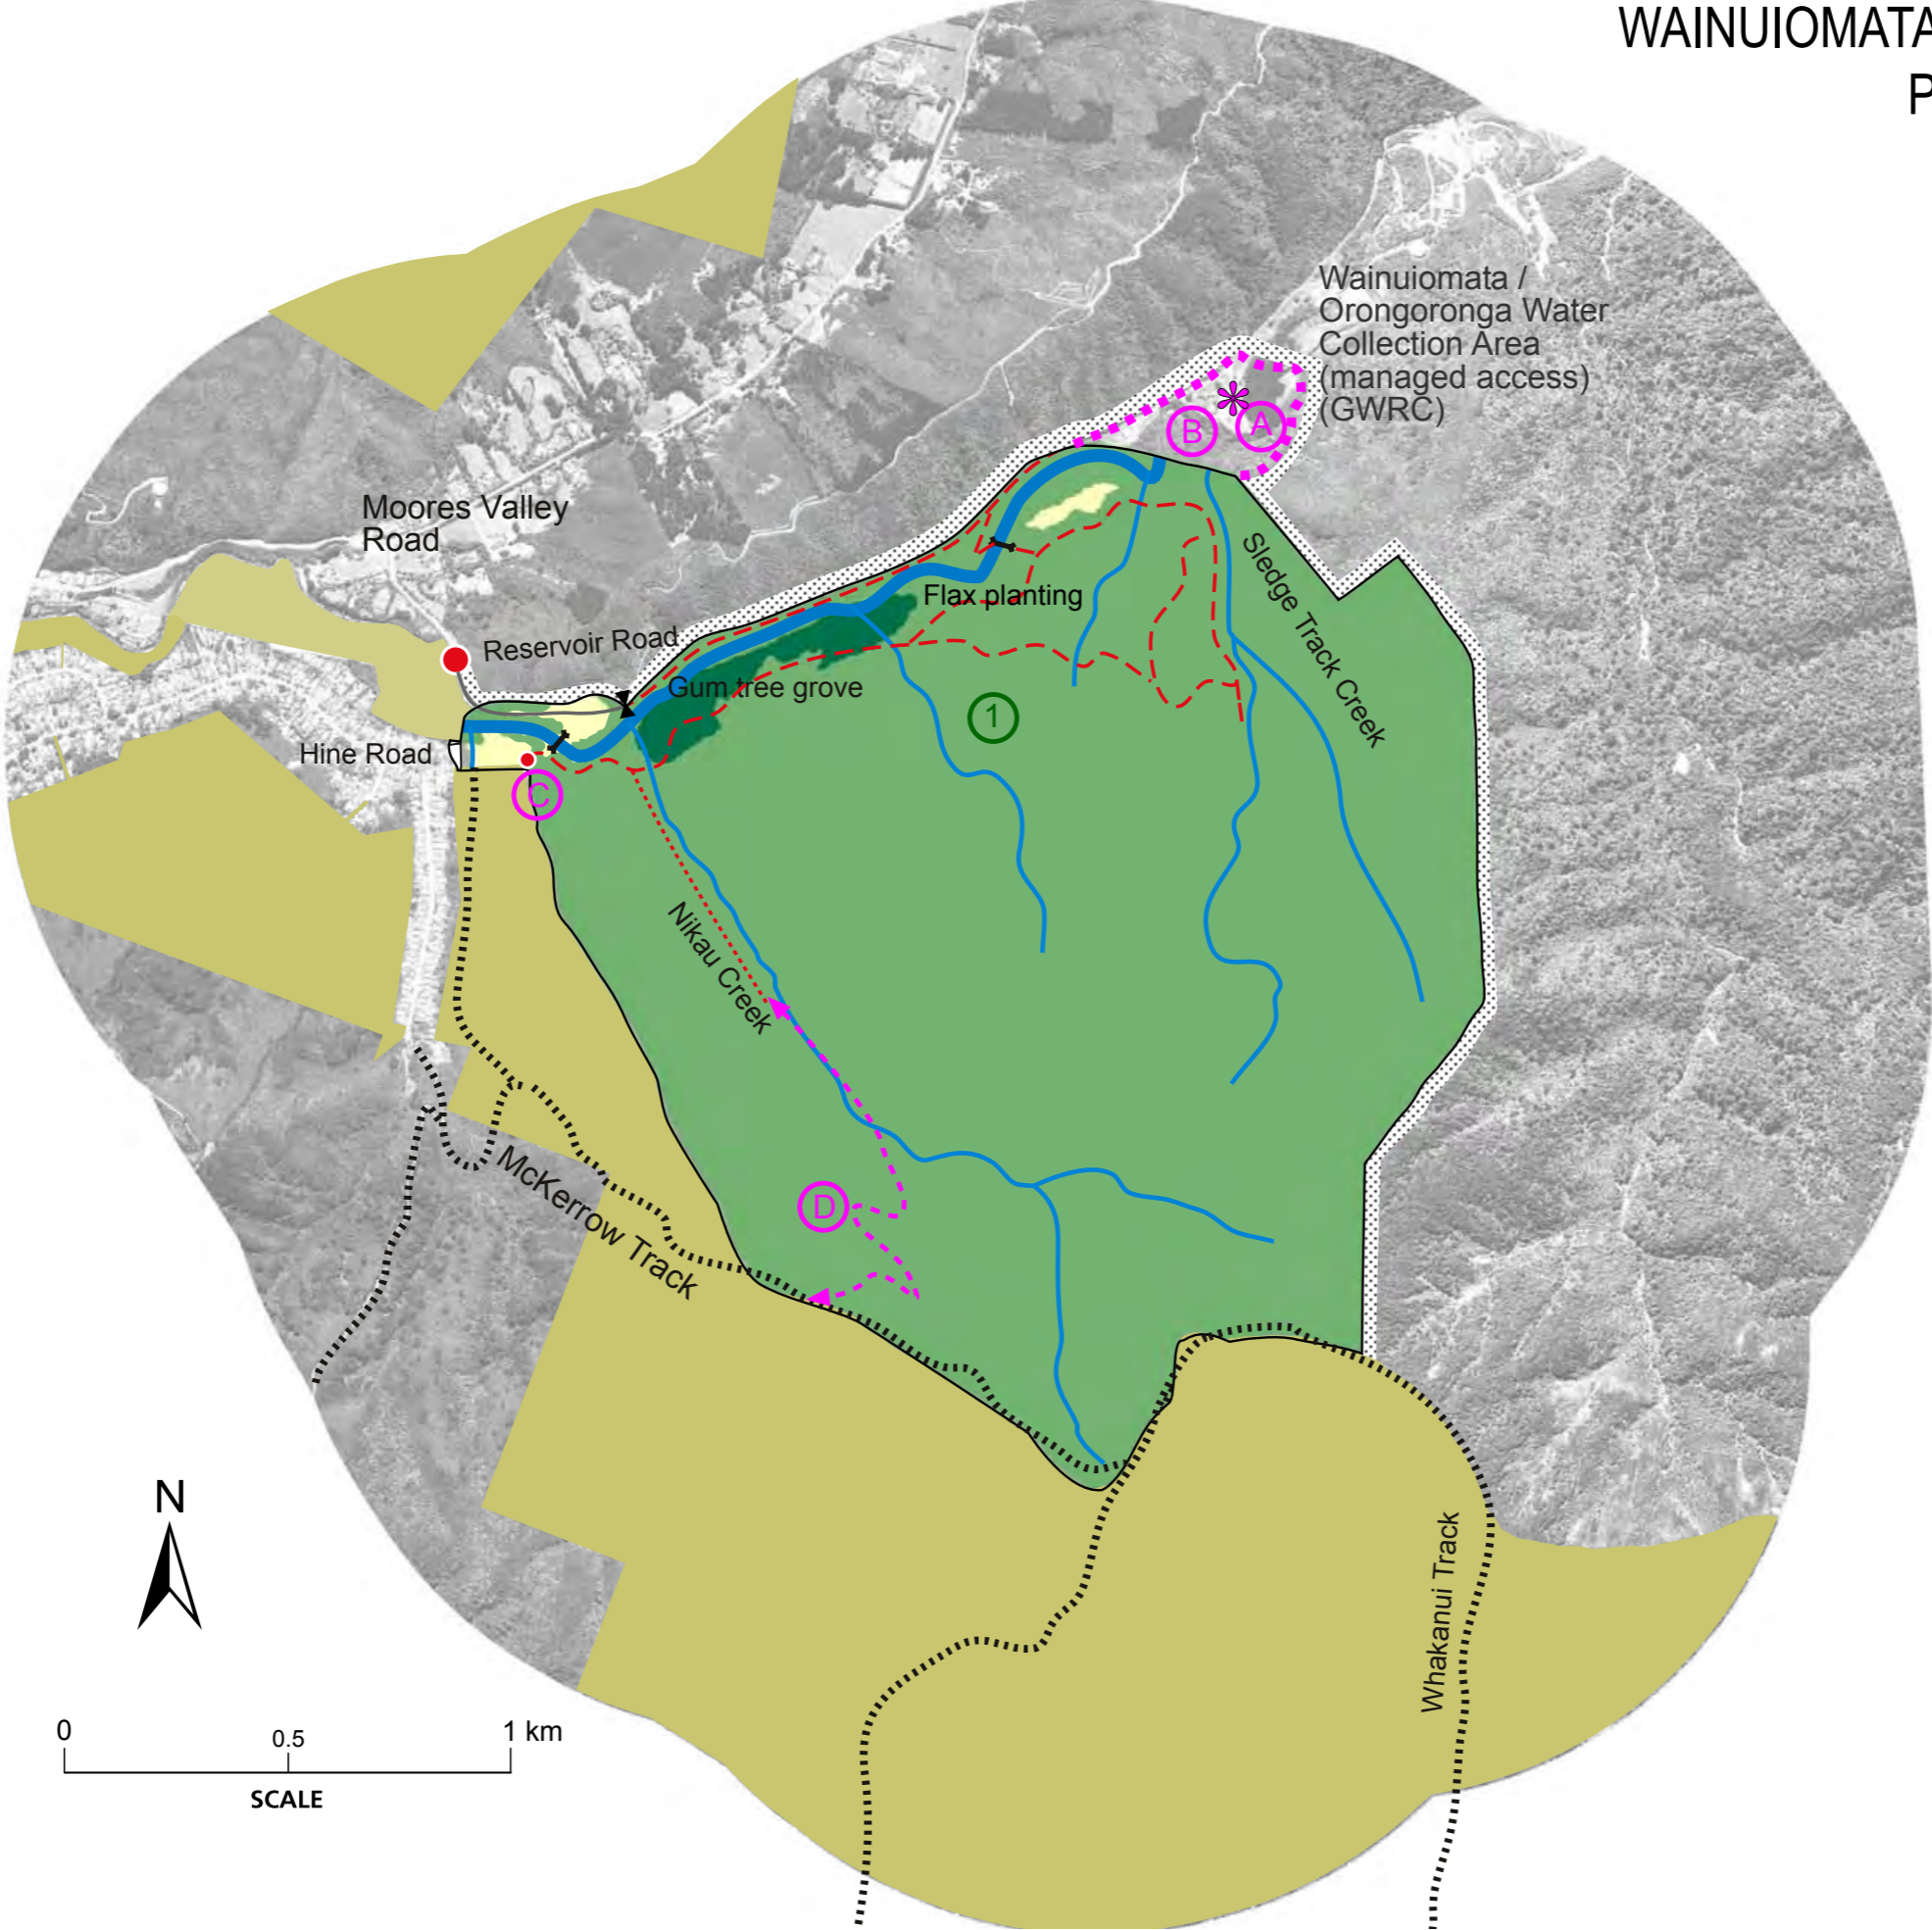 WAINUIOMATA
P
Wainuiomata /
Orongoronga Water
Collection Area
(managed access)
(GWRC)
B
A
Moores Valley
Road
Sledge Track Creek
Flax planting
Reservoir Road
Gum tree grove
1
Hine Road
C
Nikau Creek
D
McKerrow Track
N
Whakanui Track
0
0.5
1 km
SCALE